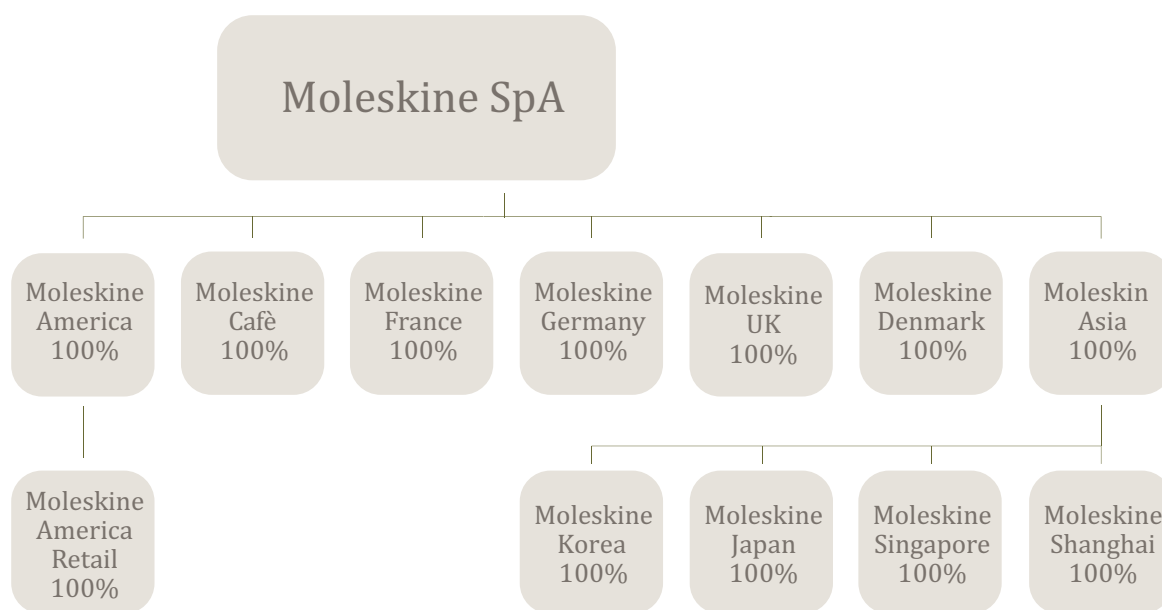 Moleskine SpA
Moleskine
America
100%
Moleskine
Cafè
100%
Moleskine
France
100%
Moleskine
Germany
100%
Moleskine
UK
100%
Moleskine
Denmark
100%
Moleskin
Asia
100%
Moleskine
America
Retail
100%
Moleskine
Korea
100%
Moleskine
Japan
100%
Moleskine
Singapore
100%
Moleskine
Shanghai
100%